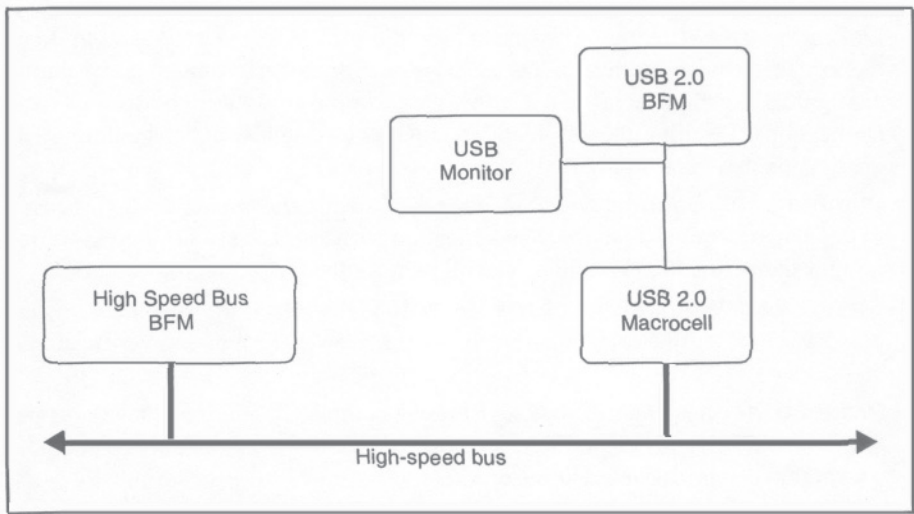 USB 2.0
BFM
USB
Monitor
High Speed Bus
BFM
USB 2.0
Macrocell
High-speed bus